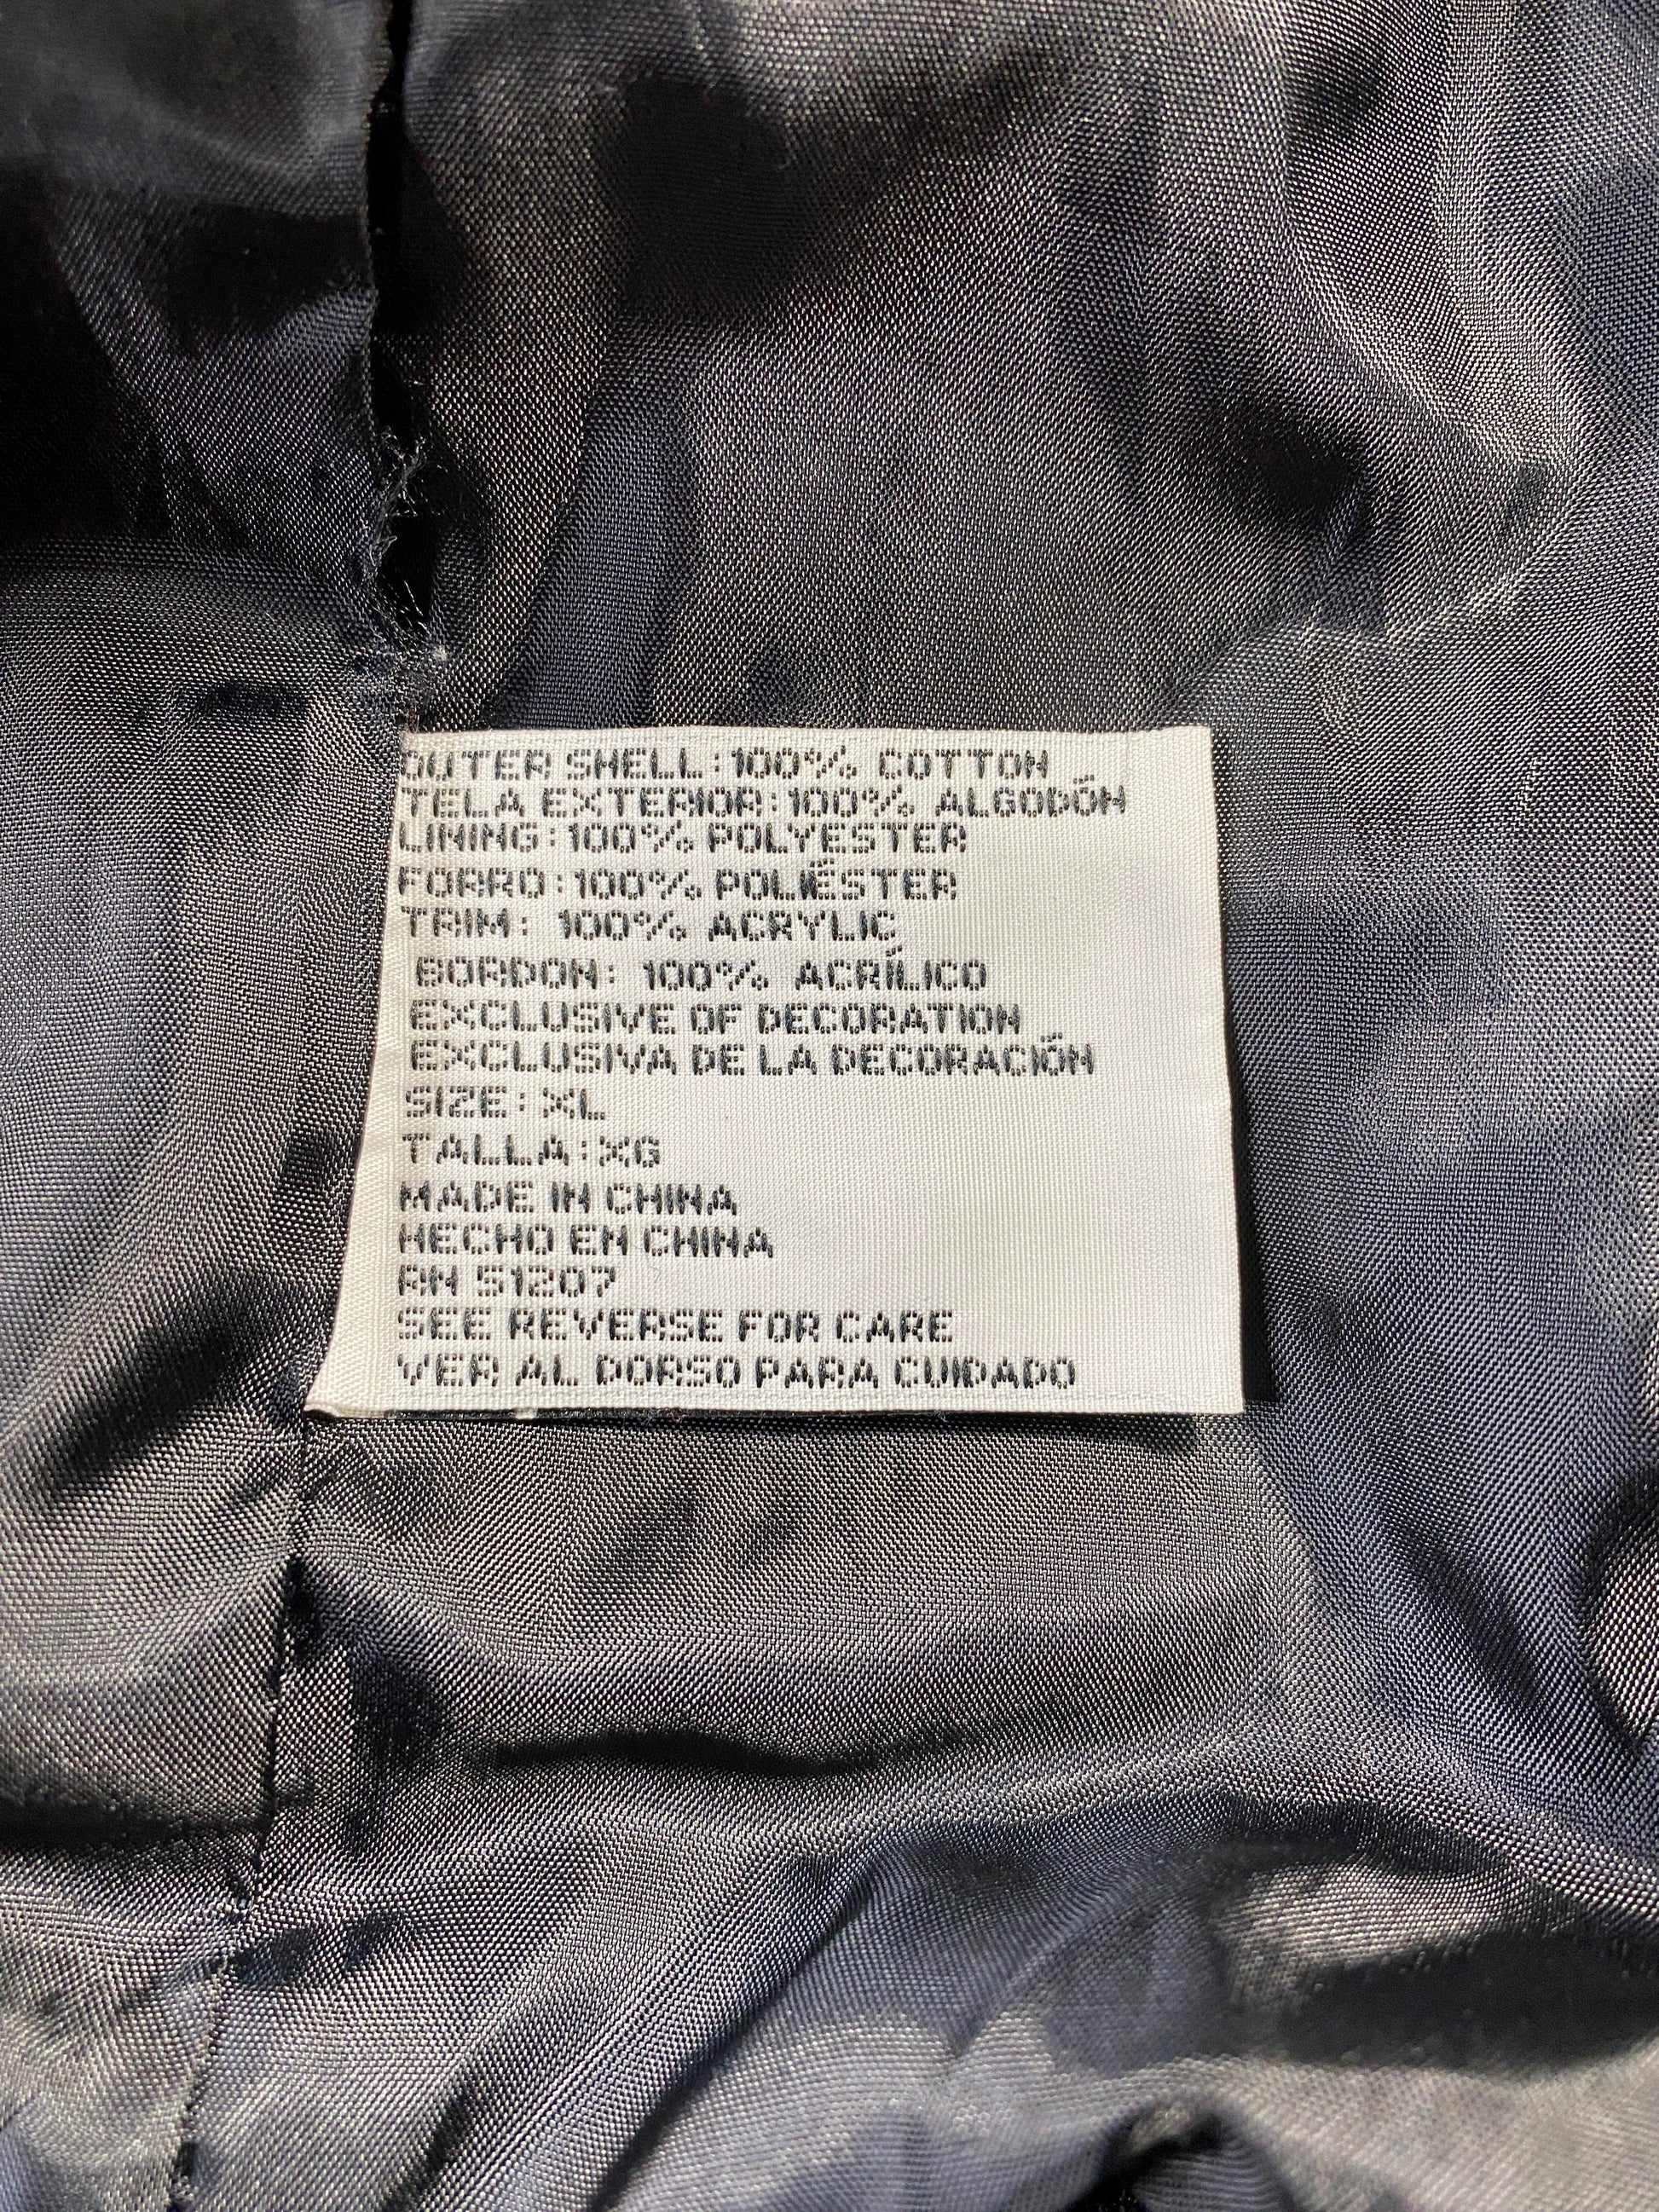 OUTER SHELL:100% COTTON
TELA EXTERIOR:100% ALGODÓN
LINING:100% POLYESTER
FORRO:100% POLIÉSTER
TRIM: 100% ACRYLIC
BORDON: 100% ACRÍLICO
EXCLUSIVE OF DECORATION
EXCLUSIVA DE LA DECORACIÓN
SIZE: XL
TALLA:XG
MADE IN CHINA
HECHO EN CHINA
RN 51207
SEE REVERSE FOR CARE
VER AL DORSO PARA CUIDADO